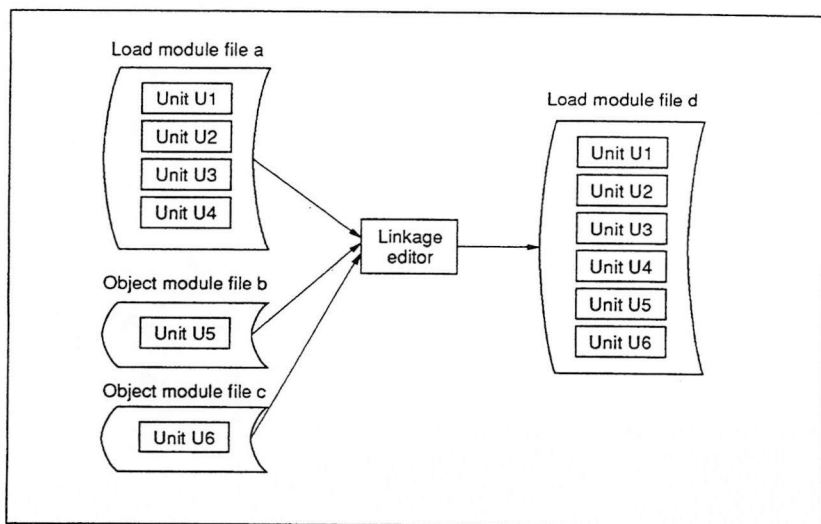 Load module file a
Unit U1
Unit U2
Unit U3
Unit U4
Object module file b
Unit U5
Object module file c
Unit U6
Linkage
editor
Load module file d
Unit U1
Unit U2
Unit U3
Unit U4
Unit U5
Unit U6